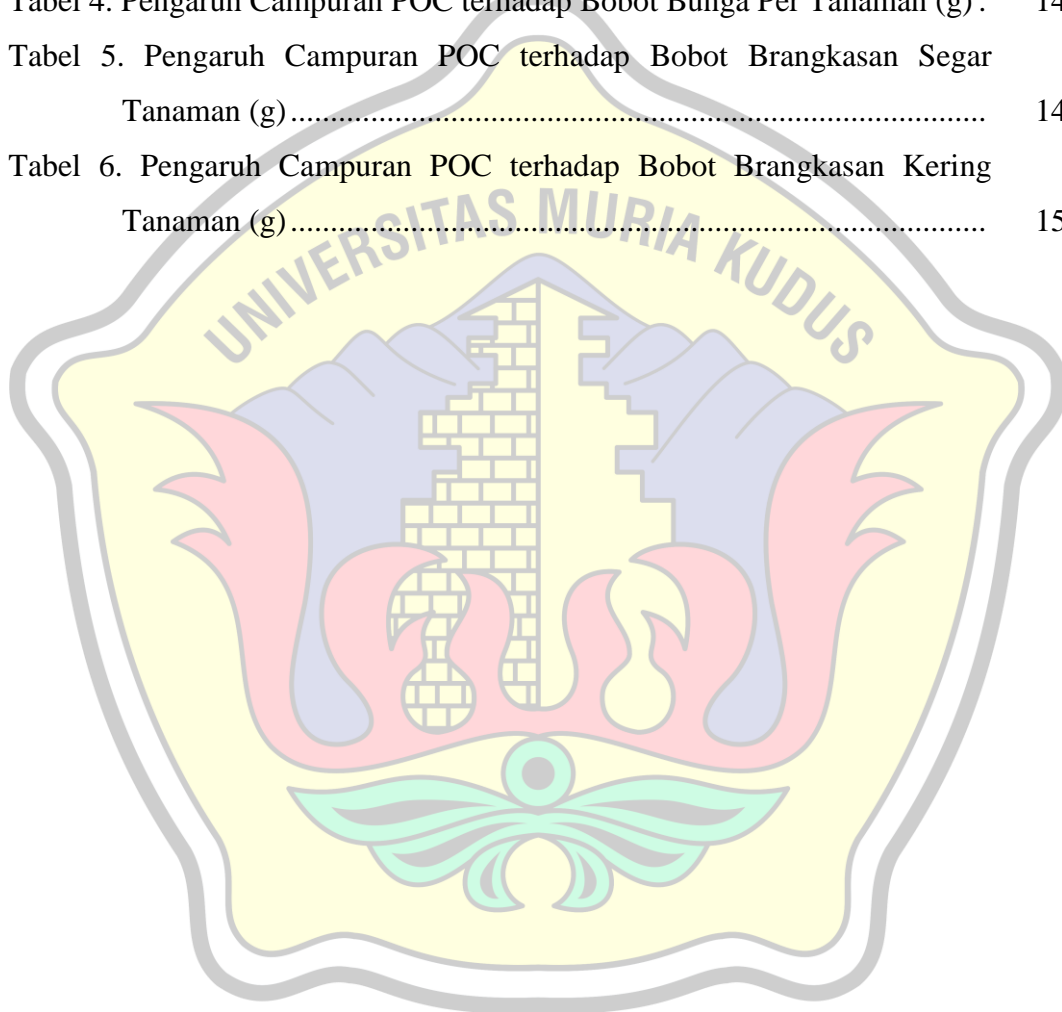 Tabel 4. Pengaruh Campuran POC terhadap Bobot Bunga Per Tanaman (g) . 14
Tabel 5. Pengaruh Campuran POC terhadap Bobot Brangkasan Segar
Tanaman (g) ........................................................................................ 14
Tabel 6. Pengaruh Campuran POC terhadap Bobot Brangkasan Kering
Tanaman (g) ........................................................................................ 15
UNIVERSITAS MURIA KUDUS